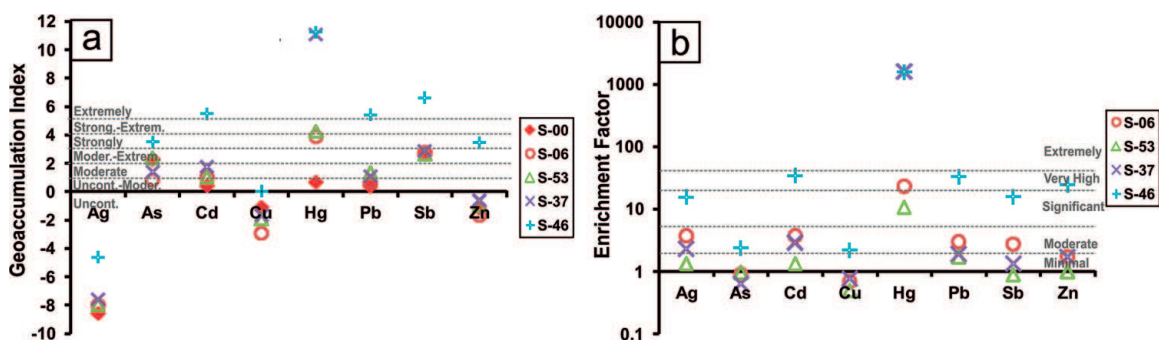 a
Geoaccumulation Index
12
10
8
6
4
2
0
-2
-4
-6
-8
-10
Extremely
Strong.-Extrem.
Strongly
Moder.-Extrem.
Moderate
Uncont.-Moder.
Uncont.
Ag As Cd Cu Hg Pb Sb Zn
S-00
S-06
S-53
S-37
S-46
b
Enrichment Factor
10000
1000
100
10
1
0.1
Extremely
Very High
Significant
Moderate
Minimal
Ag As Cd Cu Hg Pb Sb Zn
S-06
S-53
S-37
S-46